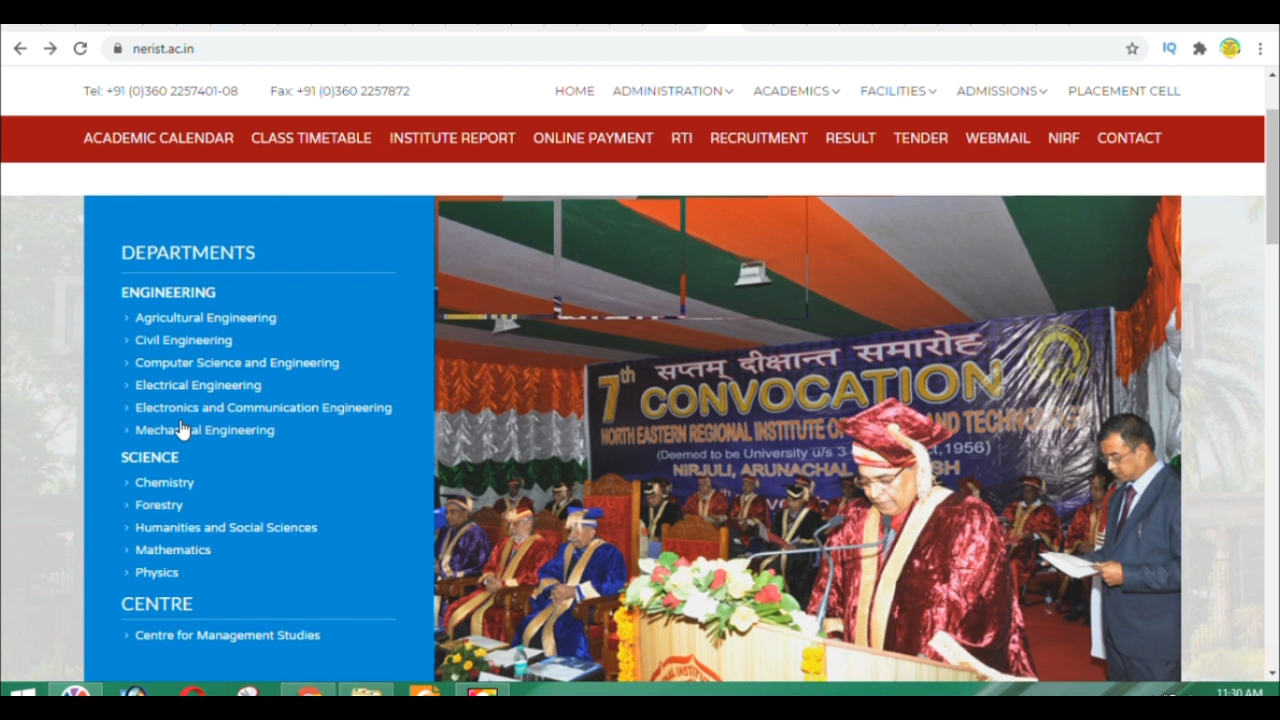 nerist.ac.in
IQ
Tel: +91 (0)360 2257401-08 Fax: +91 (0)360 2257872 HOME ADMINISTRATION ACADEMICS FACILITIES ADMISSIONS PLACEMENT CELL
ACADEMIC CALENDAR CLASS TIMETABLE INSTITUTE REPORT ONLINE PAYMENT RTI RECRUITMENT RESULT TENDER WEBMAIL NIRF CONTACT
DEPARTMENTS
ENGINEERING
Agricultural Engineering
Civil Engineering
Computer Science and Engineering
Electrical Engineering
Electronics and Communication Engineering
Mechanical Engineering
SCIENCE
Chemistry
Forestry
Humanities and Social Sciences
Mathematics
Physics
CENTRE
Centre for Management Studies
सप्तम् दीक्षान्त समारोह
7th CONVOCATION
NORTH EASTERN REGIONAL INSTITUTE OF AND TECHNOLOGY
(Deemed to be University u/s 3 1956)
NIRJULI, ARUNACHAL
11:30 AM